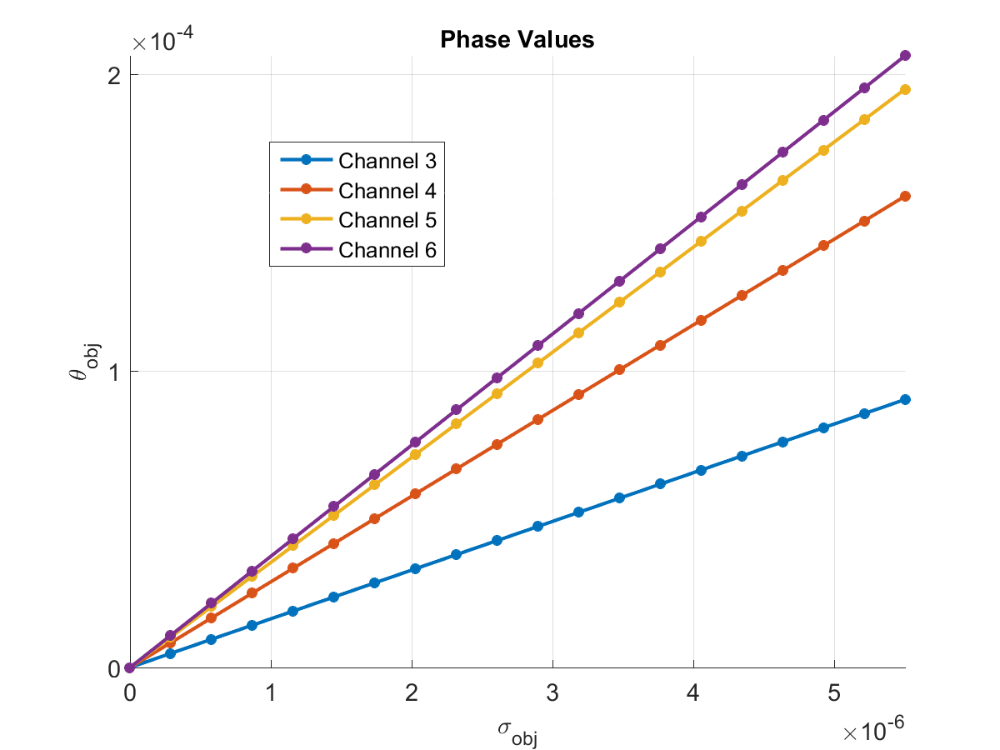 Phase Values
×10⁻⁴
2
1
0
θ_obj
Channel 3
Channel 4
Channel 5
Channel 6
0 1 2 3 4 5
σ_obj
×10⁻⁶